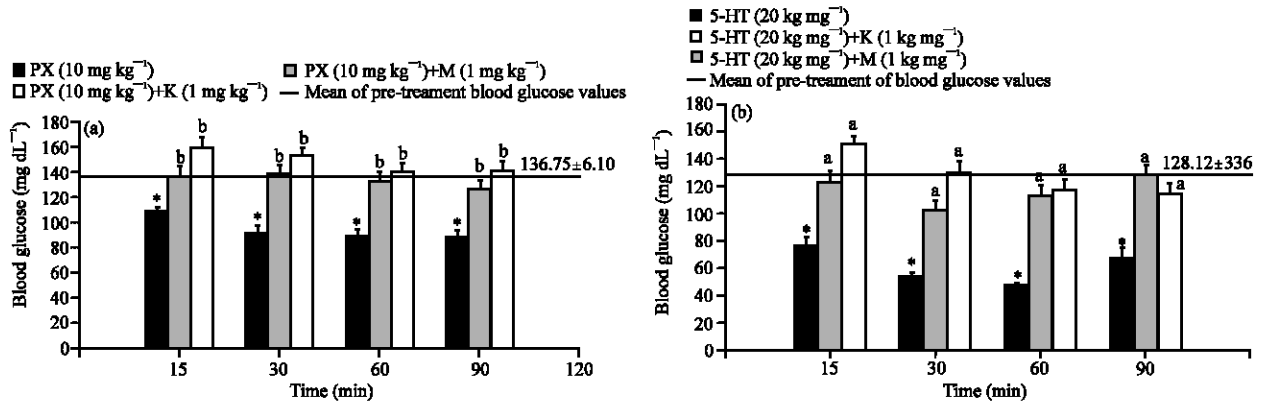 PX (10 mg kg⁻¹)
PX (10 mg kg⁻¹)+M (1 mg kg⁻¹)
PX (10 mg kg⁻¹)+K (1 mg kg⁻¹)
Mean of pre-treament blood glucose values
(a)
180
160
140
120
100
80
60
40
20
0
Blood glucose (mg dL⁻¹)
* b b
* b b
* b b
* b b
136.75±6.10
15 30 60 90 120
Time (min)
5-HT (20 kg mg⁻¹)
5-HT (20 kg mg⁻¹)+K (1 kg mg⁻¹)
5-HT (20 kg mg⁻¹)+M (1 kg mg⁻¹)
Mean of pre-treatment of blood glucose
(b)
180
160
140
120
100
80
60
40
20
0
Blood glucose (mg dL⁻¹)
* a a
* a a
* a a
* a a
128.12±336
15 30 60 90
Time (min)